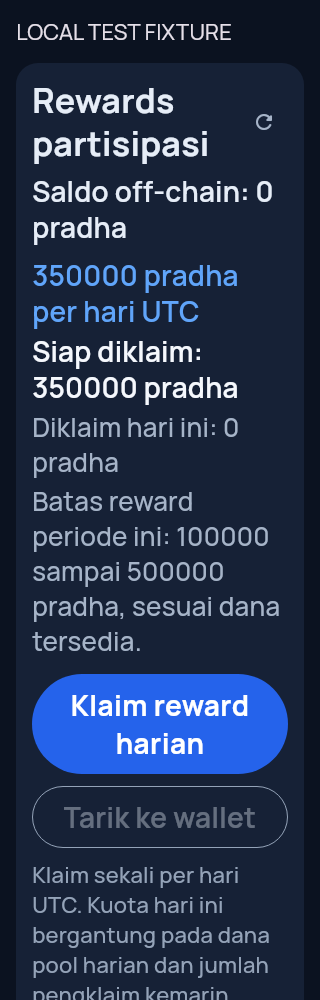 LOCAL TEST FIXTURE
Rewards
partisipasi
Saldo off-chain: 0
pradha
350000 pradha
per hari UTC
Siap diklaim:
350000 pradha
Diklaim hari ini: 0
pradha
Batas reward
periode ini: 100000
sampai 500000
pradha, sesuai dana
tersedia.
Klaim reward
harian
Tarik ke wallet
Klaim sekali per hari
UTC. Kuota hari ini
bergantung pada dana
pool harian dan jumlah
pengklaim kemarin